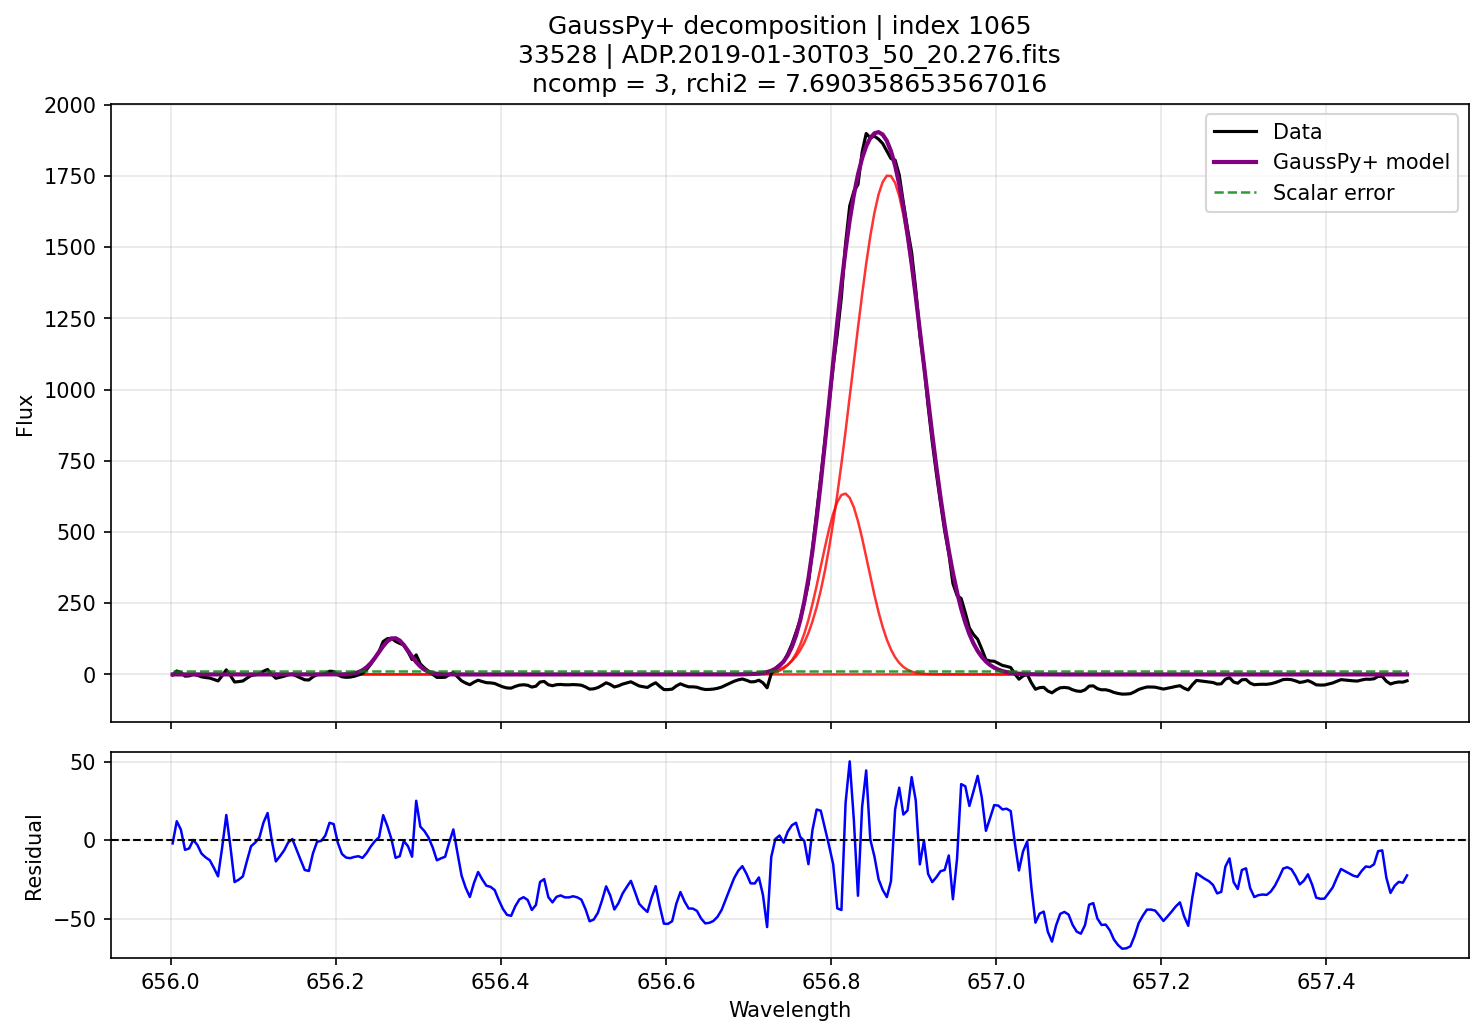 GaussPy+ decomposition | index 1065
33528 | ADP.2019-01-30T03_50_20.276.fits
ncomp = 3, rchi2 = 7.690358653567016
Data
GaussPy+ model
Scalar error
2000
1750
1500
1250
1000
750
500
250
0
Flux
50
0
−50
Residual
656.0
656.2
656.4
656.6
656.8
657.0
657.2
657.4
Wavelength